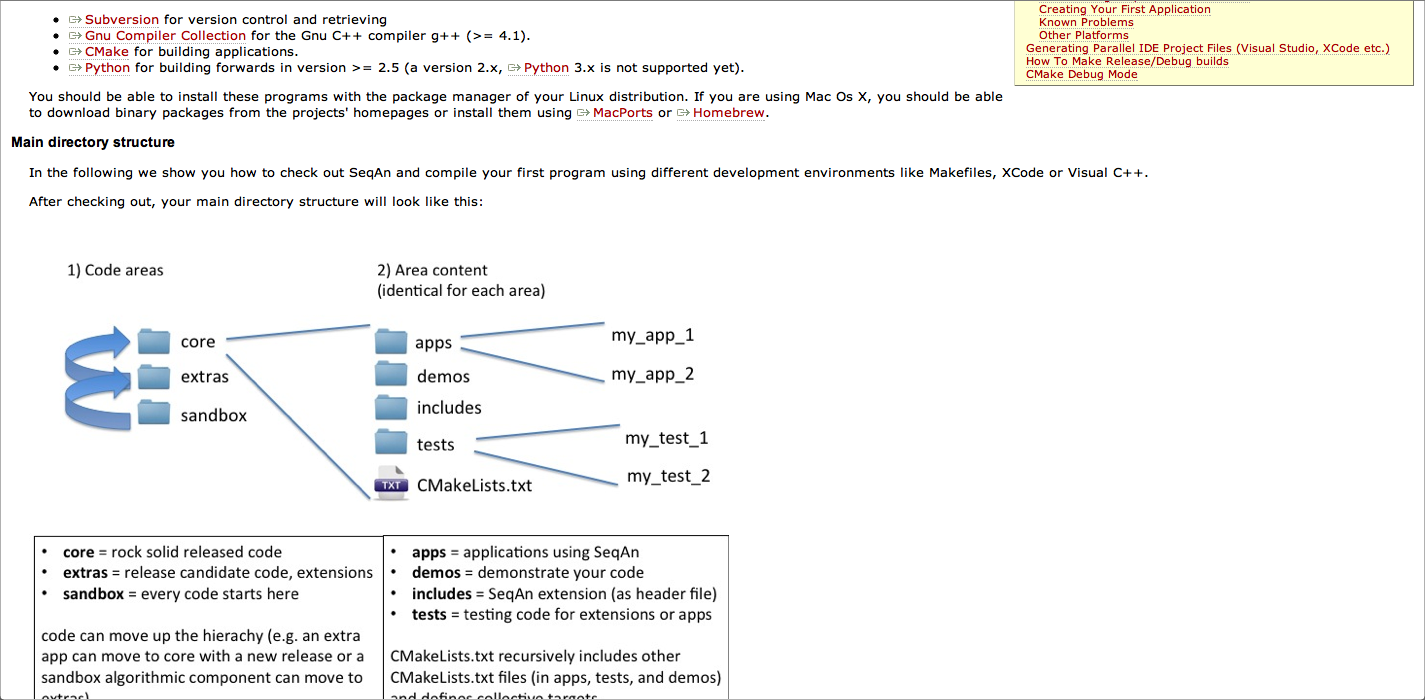 Subversion for version control and retrieving
Gnu Compiler Collection for the Gnu C++ compiler g++ (>= 4.1).
CMake for building applications.
Python for building forwards in version >= 2.5 (a version 2.x, Python 3.x is not supported yet).
Creating Your First Application
Known Problems
Other Platforms
Generating Parallel IDE Project Files (Visual Studio, XCode etc.)
How To Make Release/Debug builds
CMake Debug Mode
You should be able to install these programs with the package manager of your Linux distribution. If you are using Mac Os X, you should be able
to download binary packages from the projects' homepages or install them using MacPorts or Homebrew.
Main directory structure
In the following we show you how to check out SeqAn and compile your first program using different development environments like Makefiles, XCode or Visual C++.
After checking out, your main directory structure will look like this:
1) Code areas
core
extras
sandbox
2) Area content
(identical for each area)
apps
demos
includes
tests
TXT CMakeLists.txt
my_app_1
my_app_2
my_test_1
my_test_2
• core = rock solid released code
• extras = release candidate code, extensions
• sandbox = every code starts here
code can move up the hierachy (e.g. an extra
app can move to core with a new release or a
sandbox algorithmic component can move to
extras)
• apps = applications using SeqAn
• demos = demonstrate your code
• includes = SeqAn extension (as header file)
• tests = testing code for extensions or apps
CMakeLists.txt recursively includes other
CMakeLists.txt files (in apps, tests, and demos)
and defines collective targets